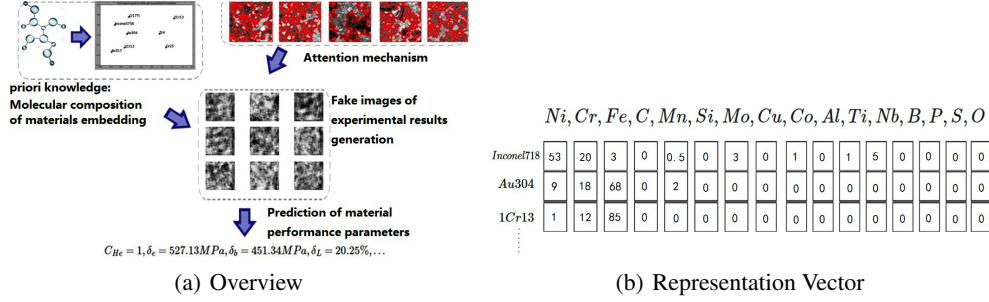 priori knowledge:
Molecular composition
of materials embedding
Attention mechanism
Fake images of
experimental results
generation
Prediction of material
performance parameters
C_{He} = 1, δ_e = 527.13MPa, δ_b = 451.34MPa, δ_L = 20.25%, …
(a) Overview
Ni, Cr, Fe, C, Mn, Si, Mo, Cu, Co, Al, Ti, Nb, B, P, S, O
Inconel718 53 20 3 0 0.5 0 3 0 1 0 1 5 0 0 0 0
Au304 9 18 68 0 2 0 0 0 0 0 0 0 0 0 0 0
1Cr13 1 12 85 0 0 0 0 0 0 0 0 0 0 0 0 0
(b) Representation Vector